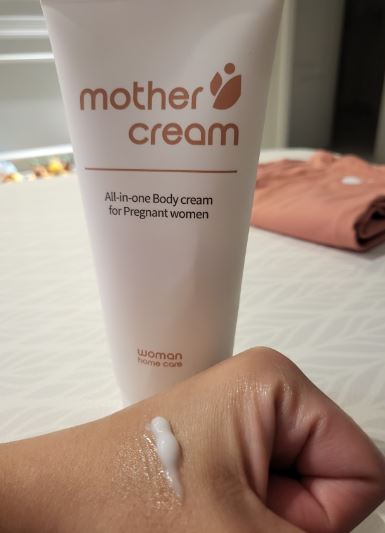 mother
cream
All-in-one Body cream
for Pregnant women
woman
home care